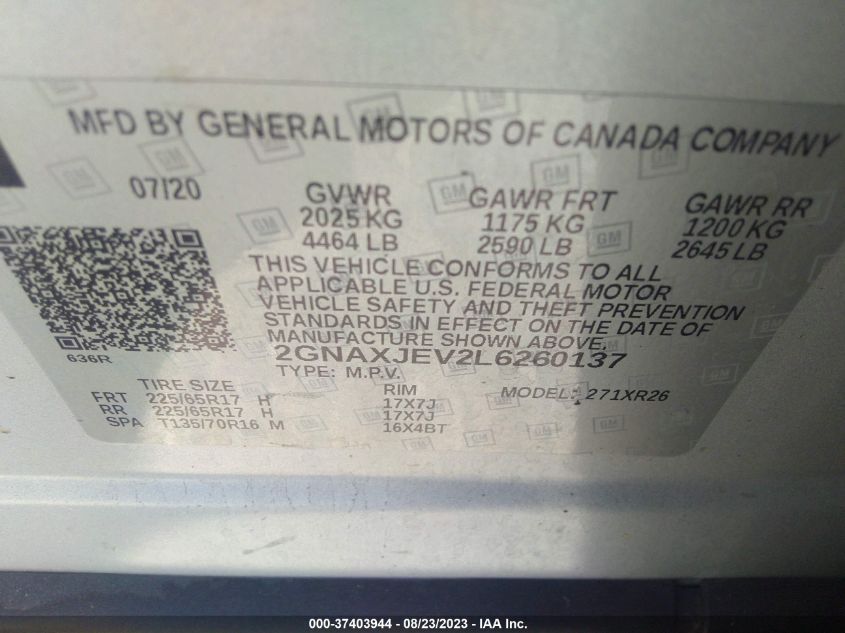 MFD BY GENERAL MOTORS OF CANADA COMPANY
07/20 GVWR GAWR FRT GAWR RR
2025 KG 1175 KG 1200 KG
4464 LB 2590 LB 2645 LB
THIS VEHICLE CONFORMS TO ALL
APPLICABLE U.S. FEDERAL MOTOR
VEHICLE SAFETY AND THEFT PREVENTION
STANDARDS IN EFFECT ON THE DATE OF
MANUFACTURE SHOWN ABOVE.
636R 2GNAXJEV2L6260137
TYPE: M.P.V.
TIRE SIZE RIM MODEL: 271XR26
FRT 225/65R17 H 17X7J
RR 225/65R17 H 17X7J
SPA T135/70R16 M 16X4BT
000-37403944 / 08/23/2023 - IAA Inc.